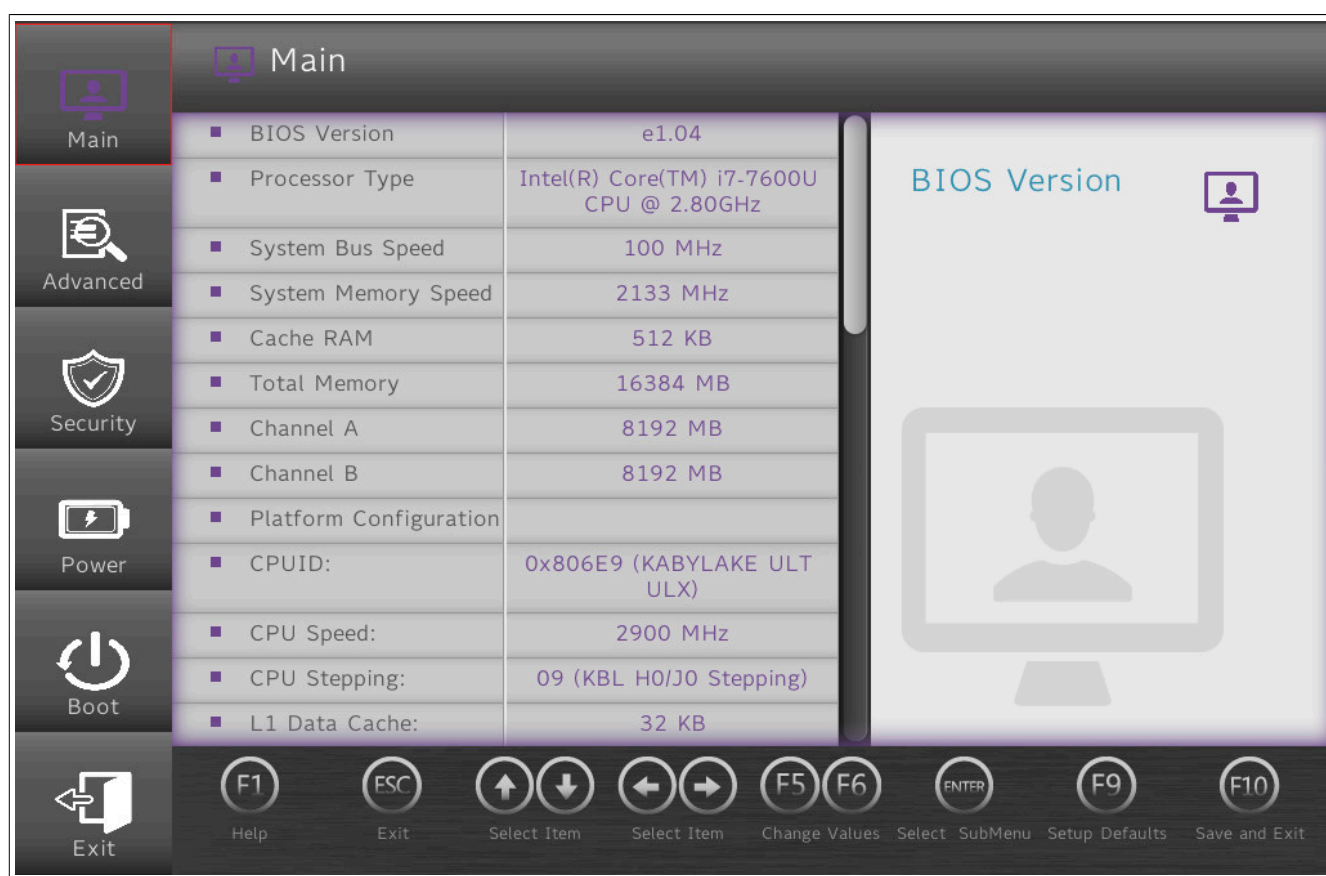 Main
Main
BIOS Version e1.04
Processor Type Intel(R) Core(TM) i7-7600U
CPU @ 2.80GHz
System Bus Speed 100 MHz
System Memory Speed 2133 MHz
Cache RAM 512 KB
Total Memory 16384 MB
Channel A 8192 MB
Channel B 8192 MB
Platform Configuration
CPUID: 0x806E9 (KABYLAKE ULT
ULX)
CPU Speed: 2900 MHz
CPU Stepping: 09 (KBL H0/J0 Stepping)
L1 Data Cache: 32 KB
BIOS Version
Advanced
Security
Power
Boot
Exit
F1 ESC F5 F6 ENTER F9 F10
Help Exit Select Item Select Item Change Values Select SubMenu Setup Defaults Save and Exit